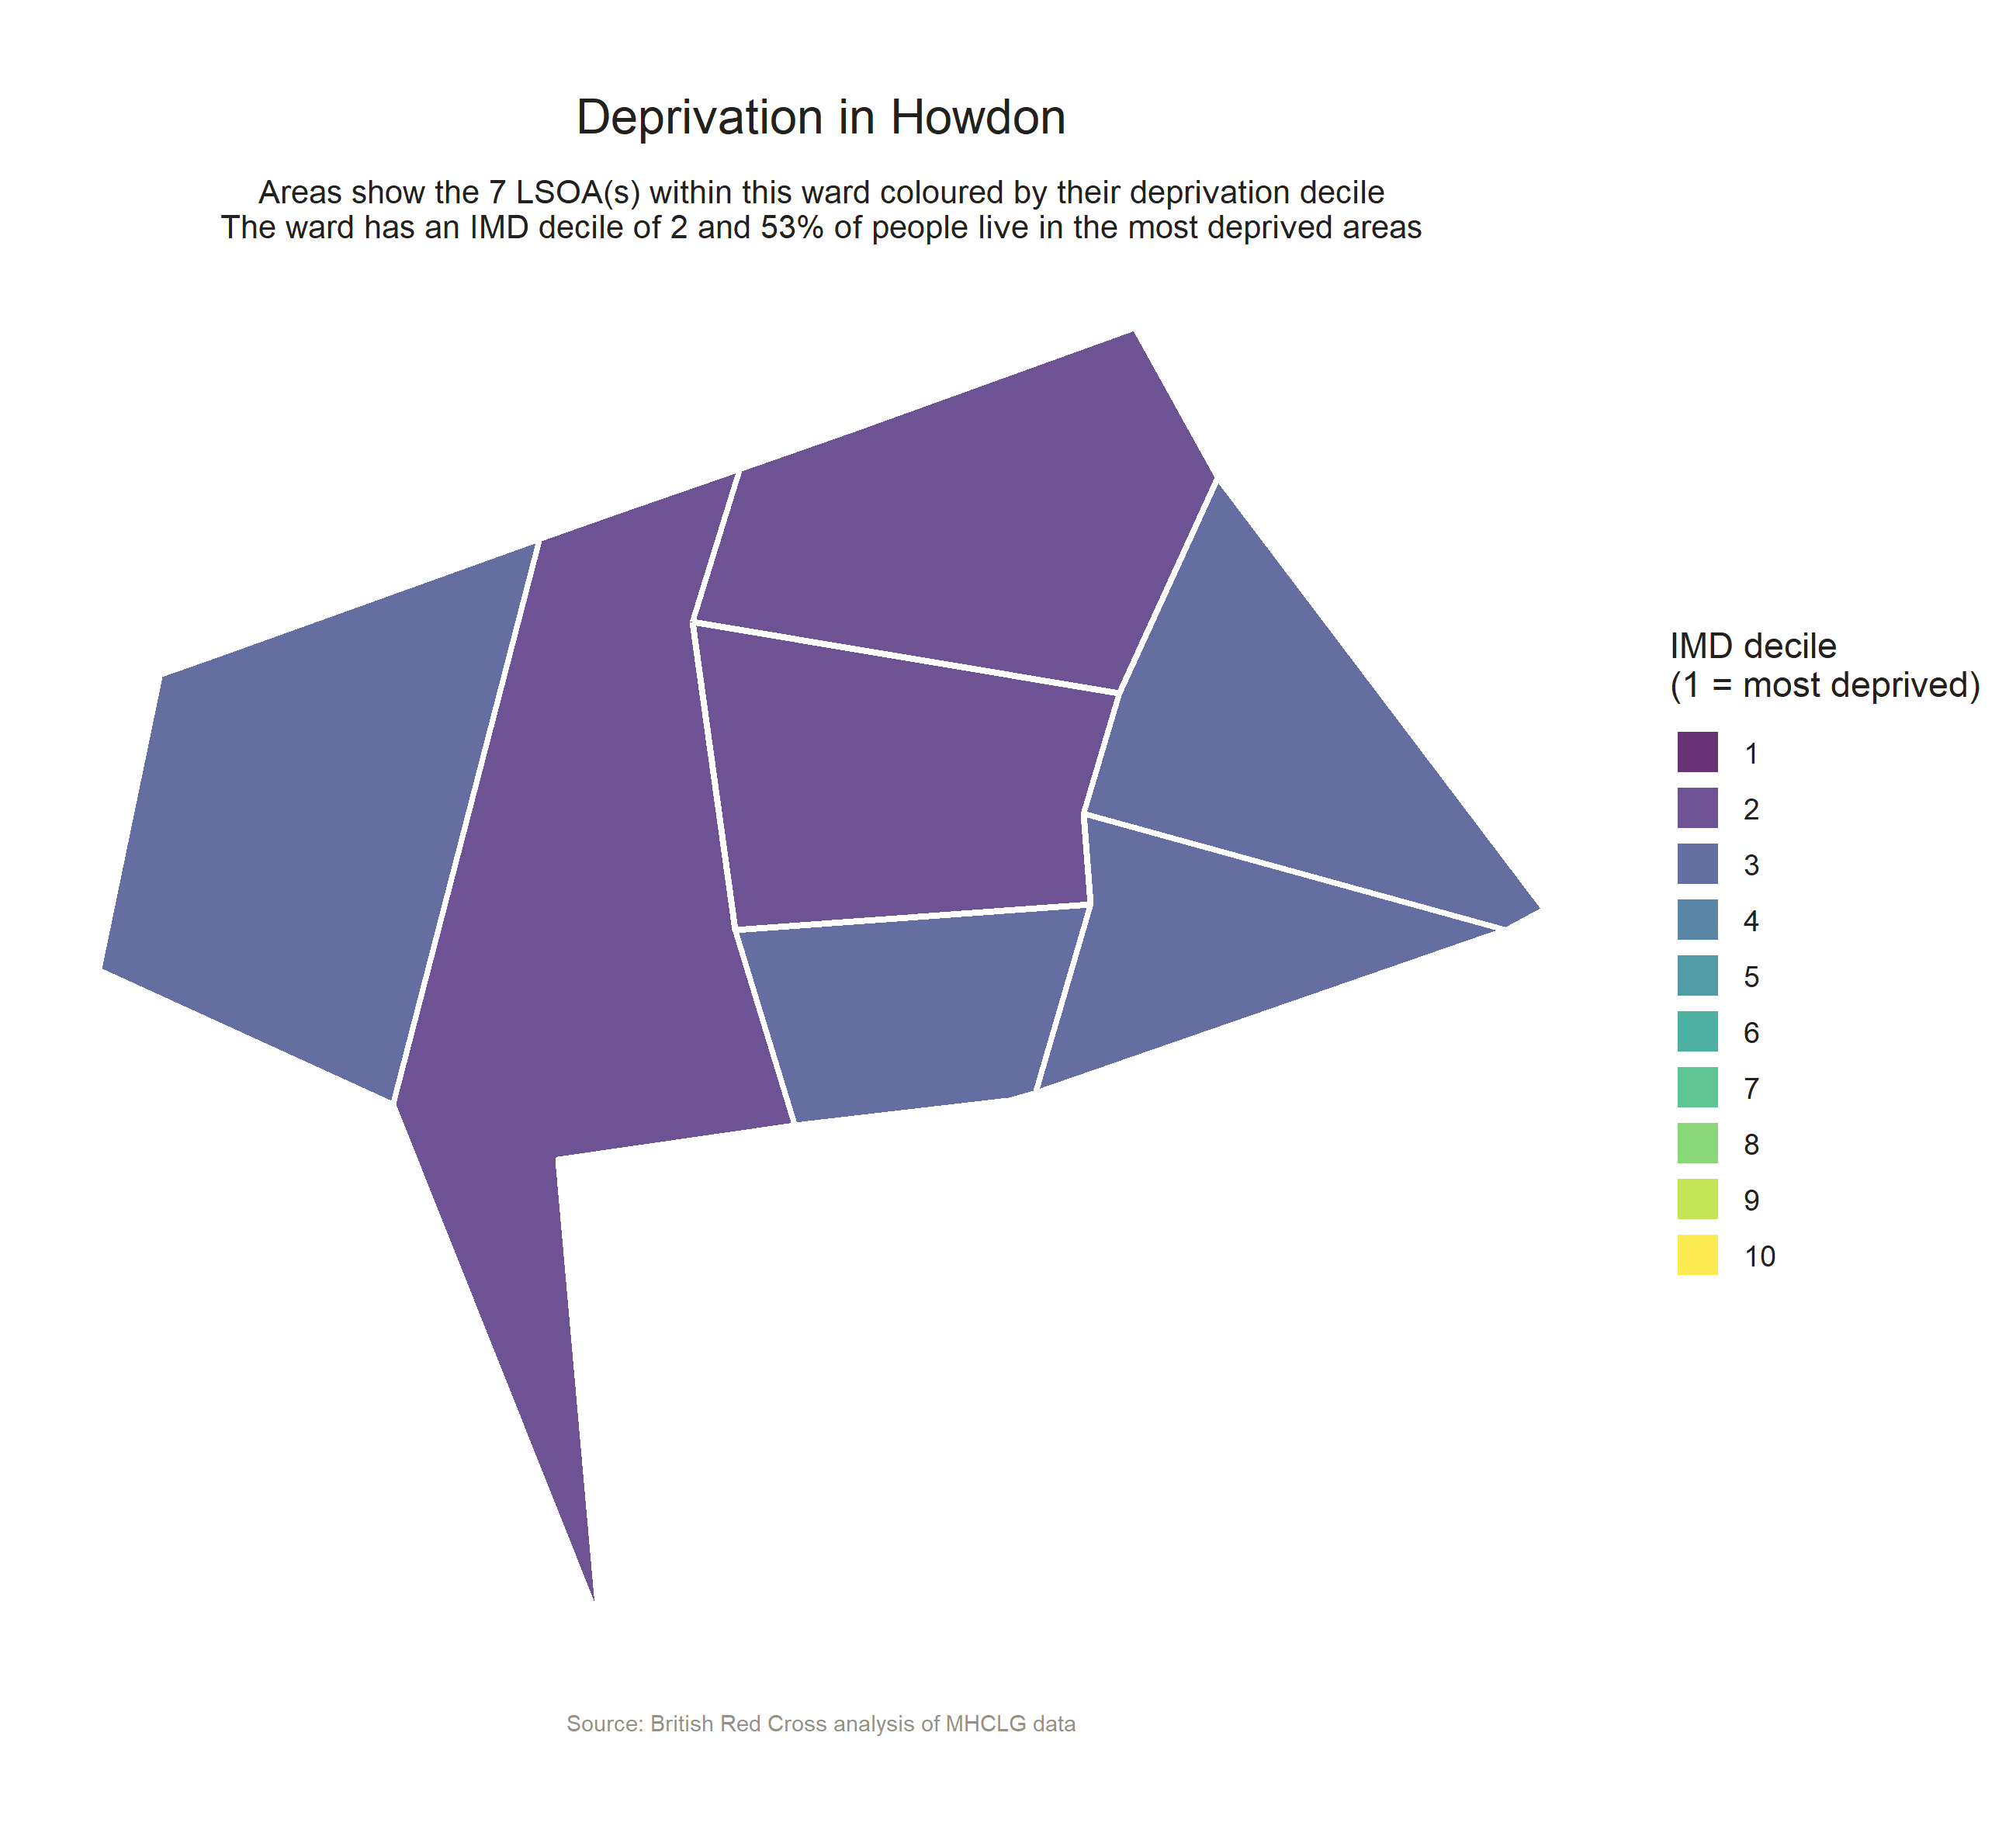 Deprivation in Howdon
Areas show the 7 LSOA(s) within this ward coloured by their deprivation decile
The ward has an IMD decile of 2 and 53% of people live in the most deprived areas
IMD decile
(1 = most deprived)
1
2
3
4
5
6
7
8
9
10
Source: British Red Cross analysis of MHCLG data